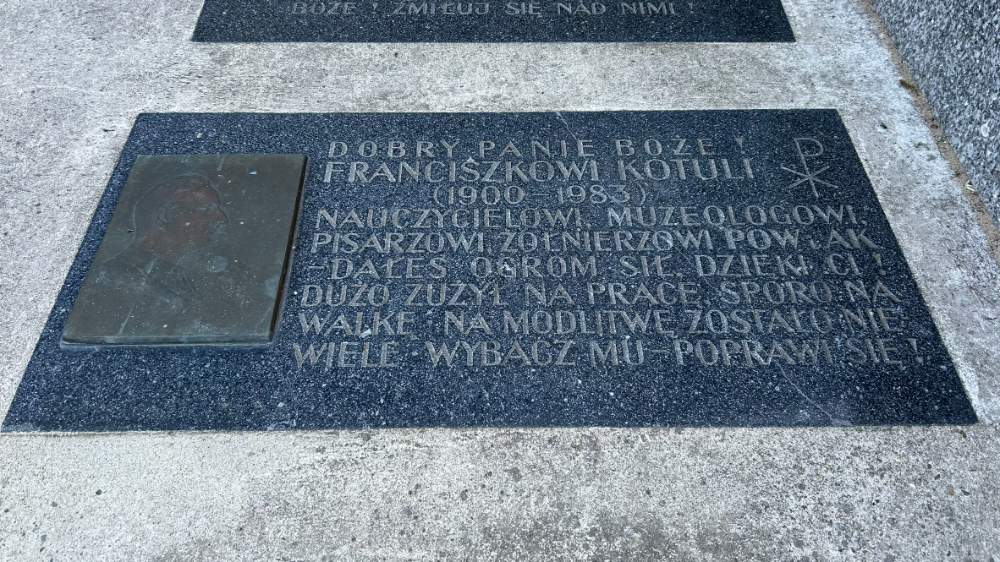 BOŻE ! ZMIŁUJ SIĘ NAD NIMI !
DOBRY PANIE BOŻE !
FRANCISZKOWI KOTULI
(1900 – 1983)
NAUCZYCIELOWI, MUZEOLOGOWI,
PISARZOWI, ŻOŁNIERZOWI POW, AK
–DAŁEŚ OGROM SIŁ, DZIĘKI CI !
DUŻO ZUŻYŁ NA PRACĘ, SPORO NA
WALKĘ, NA MODLITWĘ ZOSTAŁO NIE–
WIELE – WYBACZ MU – POPRAWI SIĘ !